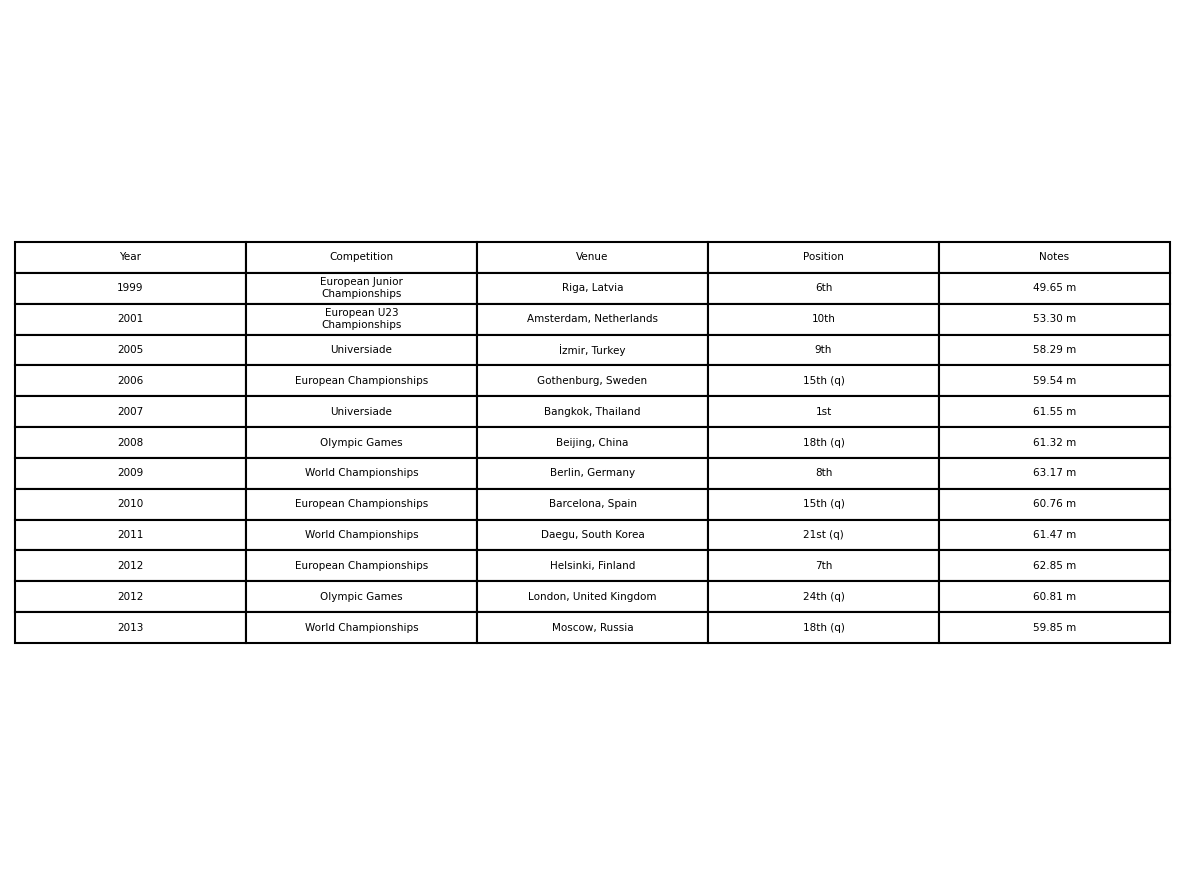 Year Competition Venue Position Notes
1999 European Junior Championships Riga, Latvia 6th 49.65 m
2001 European U23 Championships Amsterdam, Netherlands 10th 53.30 m
2005 Universiade İzmir, Turkey 9th 58.29 m
2006 European Championships Gothenburg, Sweden 15th (q) 59.54 m
2007 Universiade Bangkok, Thailand 1st 61.55 m
2008 Olympic Games Beijing, China 18th (q) 61.32 m
2009 World Championships Berlin, Germany 8th 63.17 m
2010 European Championships Barcelona, Spain 15th (q) 60.76 m
2011 World Championships Daegu, South Korea 21st (q) 61.47 m
2012 European Championships Helsinki, Finland 7th 62.85 m
2012 Olympic Games London, United Kingdom 24th (q) 60.81 m
2013 World Championships Moscow, Russia 18th (q) 59.85 m